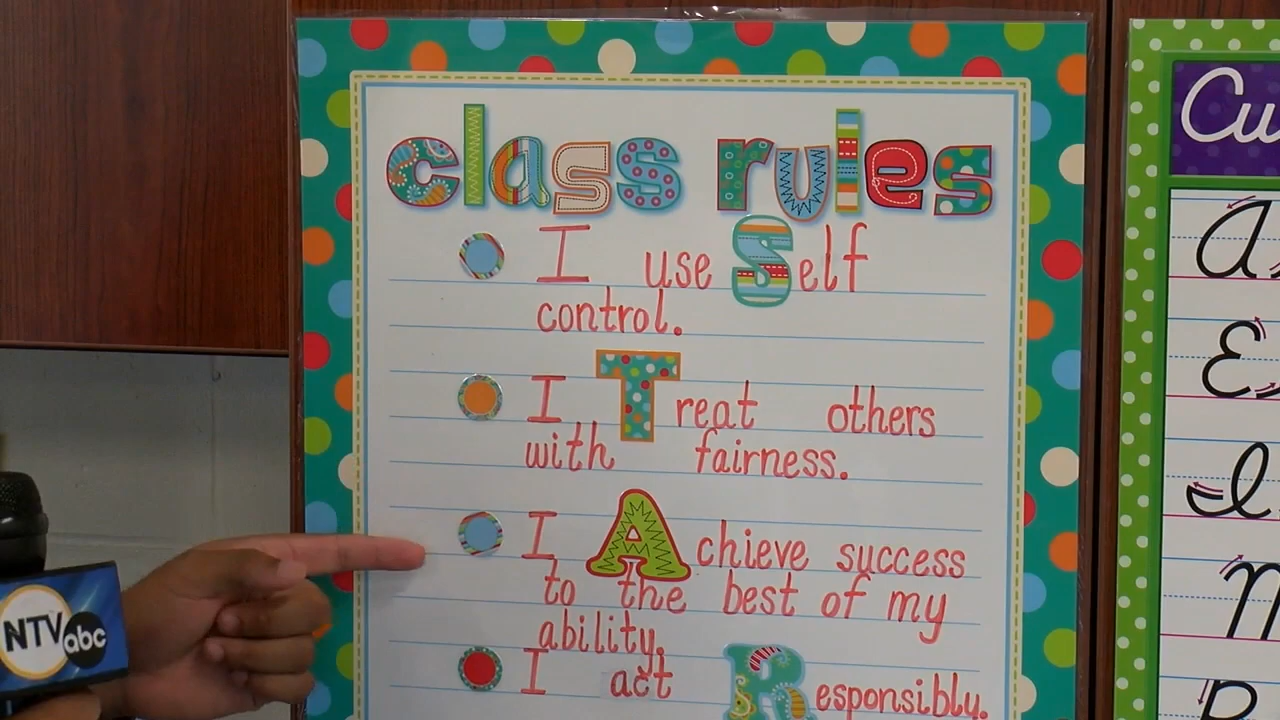 class rules
I use Self
control.
I Treat others
with fairness.
I Achieve success
to the best of my
ability.
I act Responsibly.
NTV abc
Cu
a
E
l